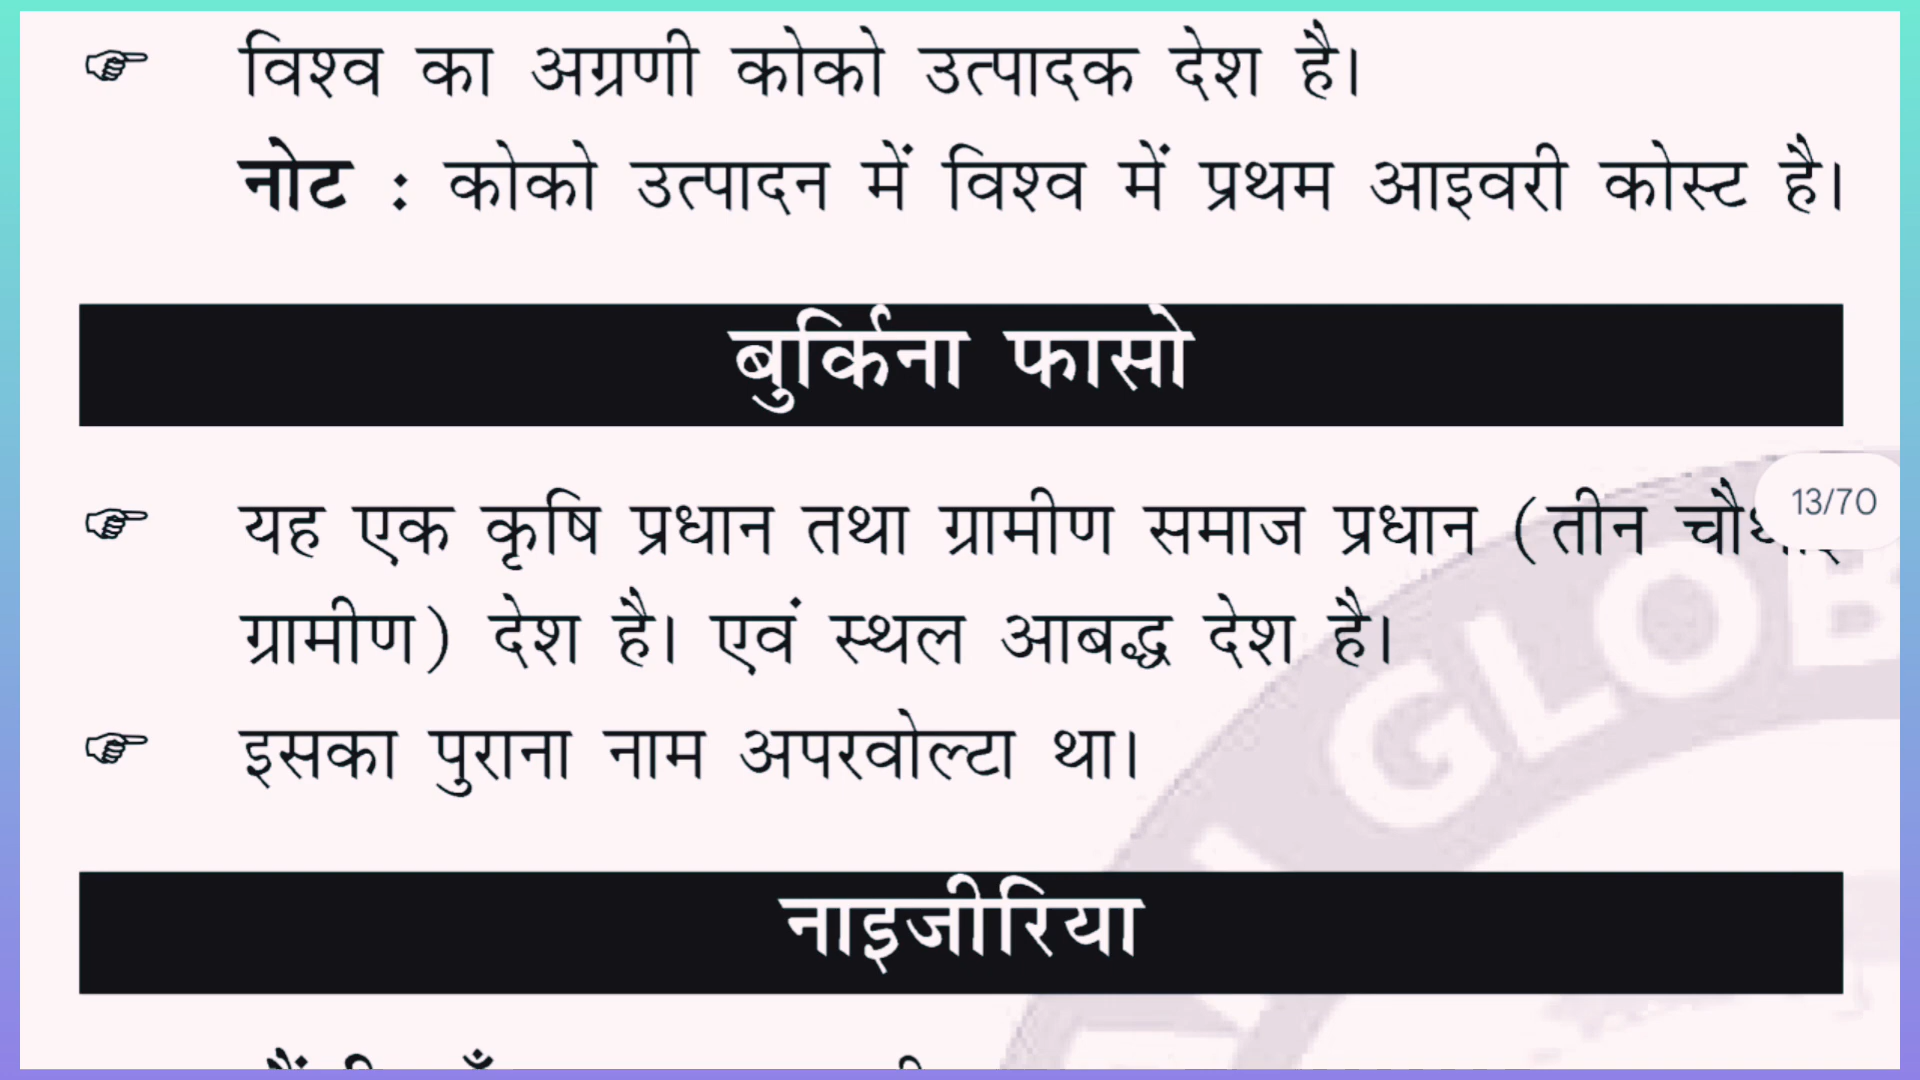 ☞ विश्व का अग्रणी कोको उत्पादक देश है।
नोट : कोको उत्पादन में विश्व में प्रथम आइवरी कोस्ट है।
बुर्किना फासो
☞ यह एक कृषि प्रधान तथा ग्रामीण समाज प्रधान (तीन
13/70
ग्रामीण) देश है। एवं स्थल आबद्ध देश है।
☞ इसका पुराना नाम अपरवोल्टा था।
GLOB
नाइजीरिया